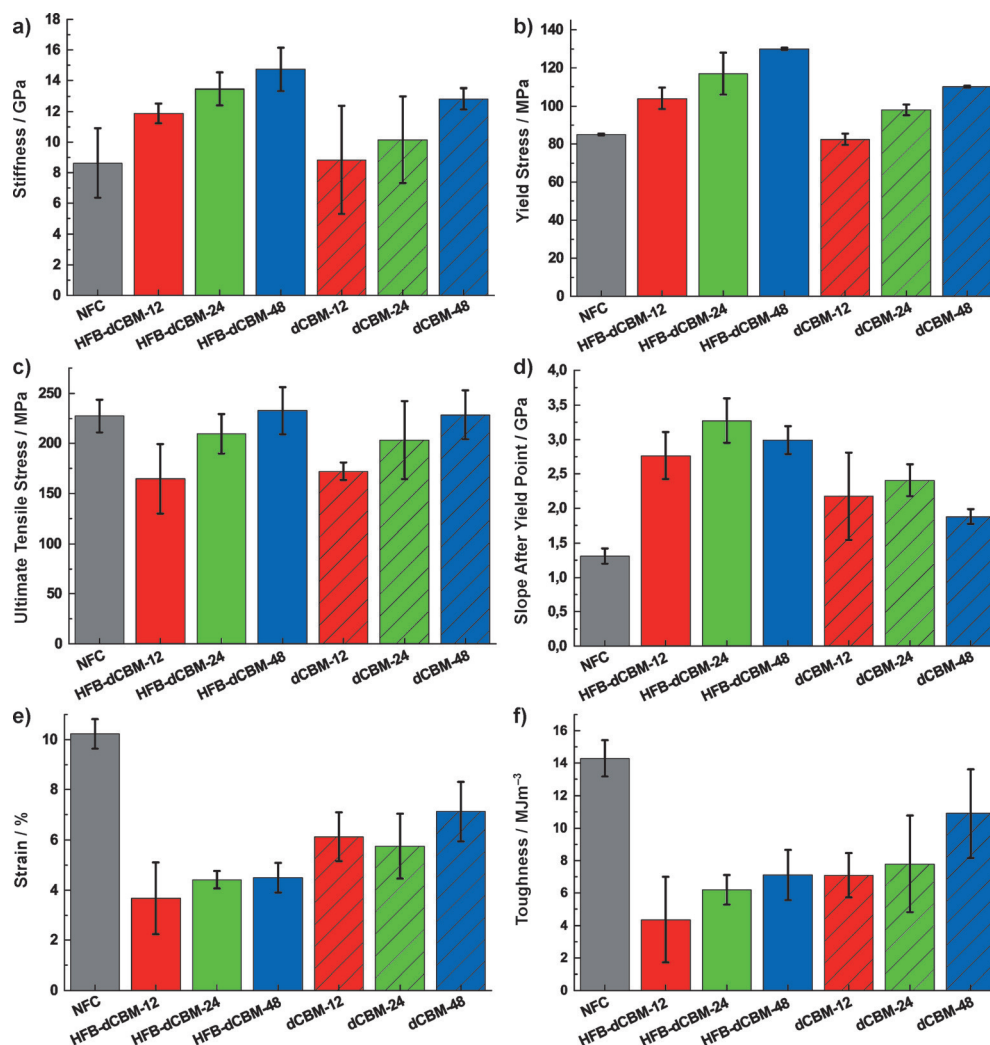 a)
Stiffness / GPa
18
16
14
12
10
8
6
4
2
0
NFC
HFB-dCBM-12
HFB-dCBM-24
HFB-dCBM-48
dCBM-12
dCBM-24
dCBM-48
b)
Yield Stress / MPa
140
120
100
80
60
40
20
0
NFC
HFB-dCBM-12
HFB-dCBM-24
HFB-dCBM-48
dCBM-12
dCBM-24
dCBM-48
c)
Ultimate Tensile Stress / MPa
250
200
150
100
50
0
NFC
HFB-dCBM-12
HFB-dCBM-24
HFB-dCBM-48
dCBM-12
dCBM-24
dCBM-48
d)
Slope After Yield Point / GPa
4,0
3,5
3,0
2,5
2,0
1,5
1,0
0,5
0,0
NFC
HFB-dCBM-12
HFB-dCBM-24
HFB-dCBM-48
dCBM-12
dCBM-24
dCBM-48
e)
Strain / %
10
8
6
4
2
0
NFC
HFB-dCBM-12
HFB-dCBM-24
HFB-dCBM-48
dCBM-12
dCBM-24
dCBM-48
f)
Toughness / MJm⁻³
16
14
12
10
8
6
4
2
0
NFC
HFB-dCBM-12
HFB-dCBM-24
HFB-dCBM-48
dCBM-12
dCBM-24
dCBM-48